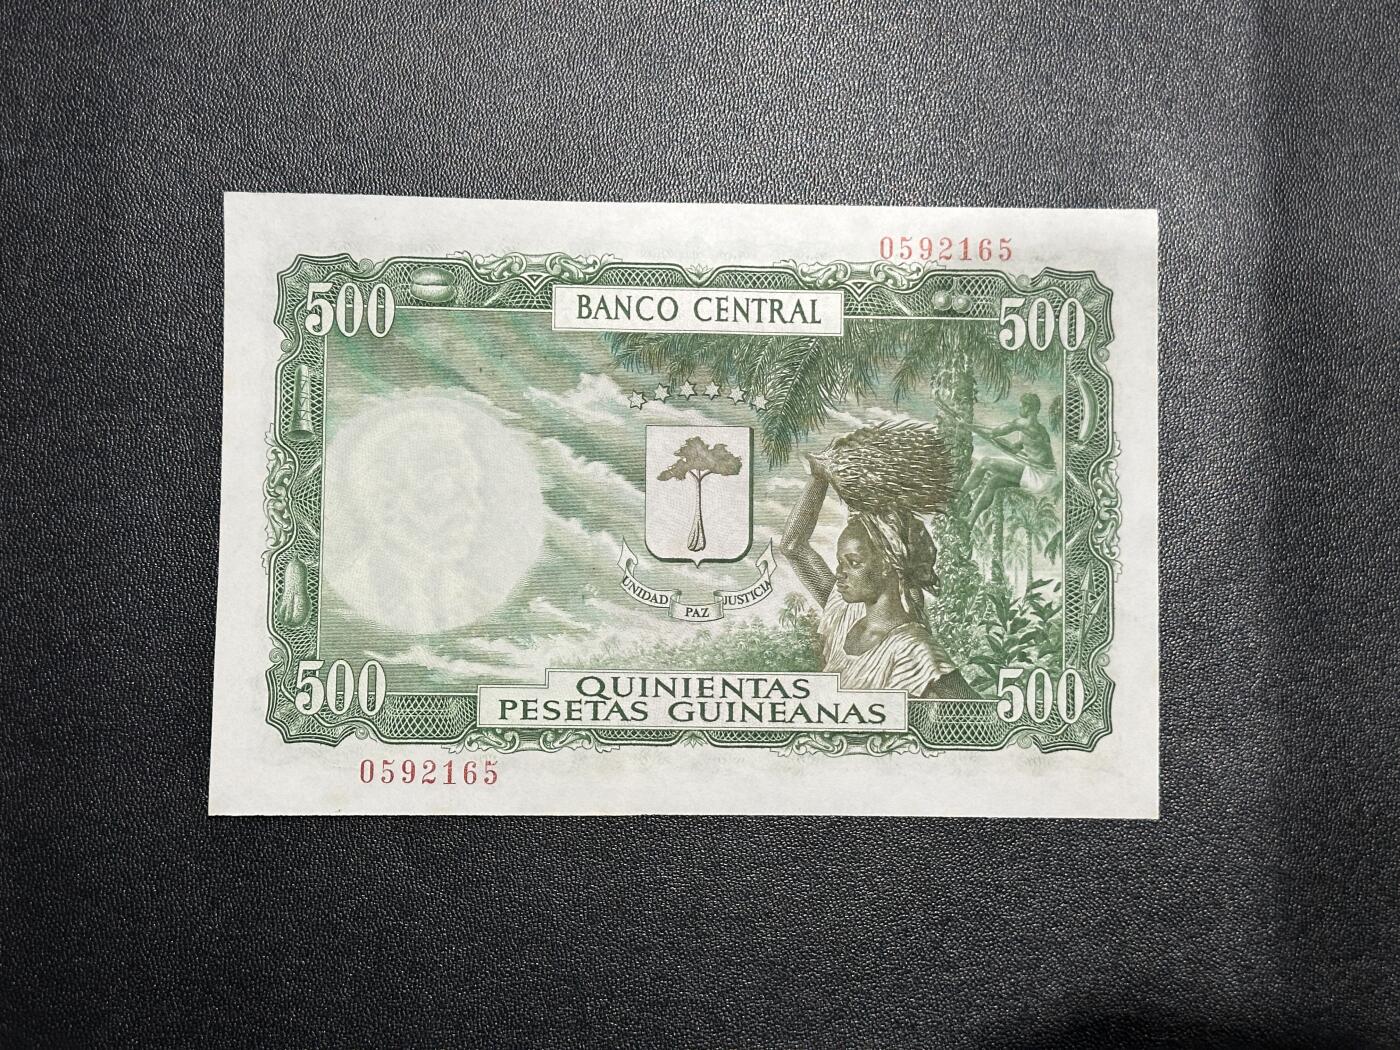 0592165
500
BANCO CENTRAL
500
UNIDAD PAZ JUSTICIA
500
QUINIENTAS
PESETAS GUINEANAS
500
0592165